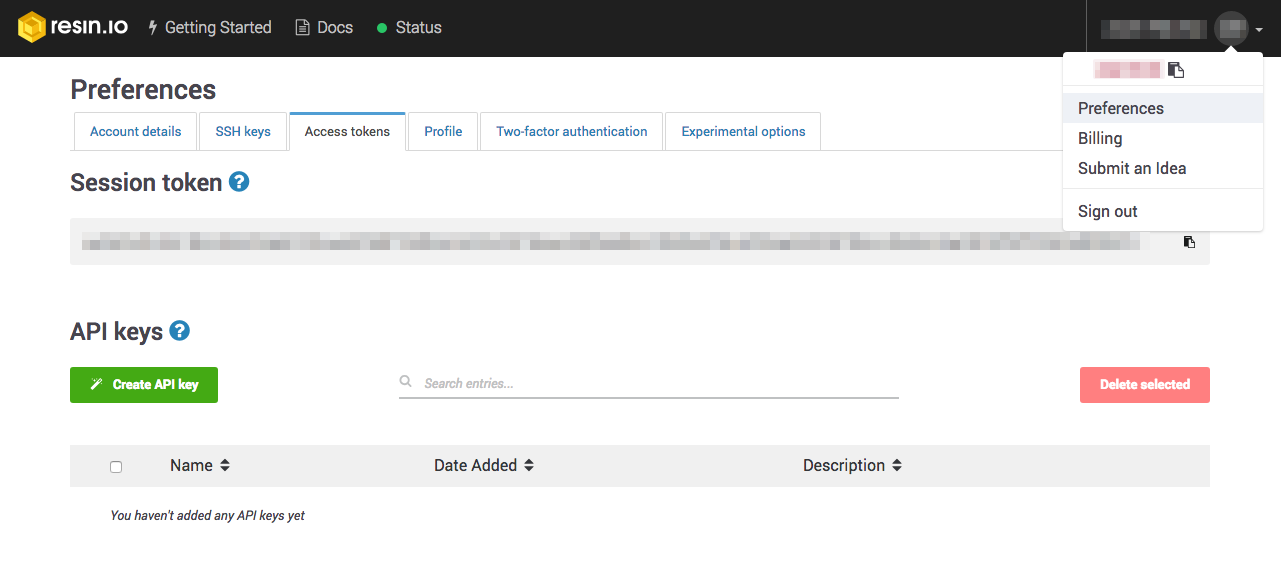 resin.io Getting Started Docs Status
Preferences
Billing
Submit an Idea
Sign out
Preferences
Account details SSH keys Access tokens Profile Two-factor authentication Experimental options
Session token ?
API keys ?
Create API key Search entries... Delete selected
Name Date Added Description
You haven't added any API keys yet